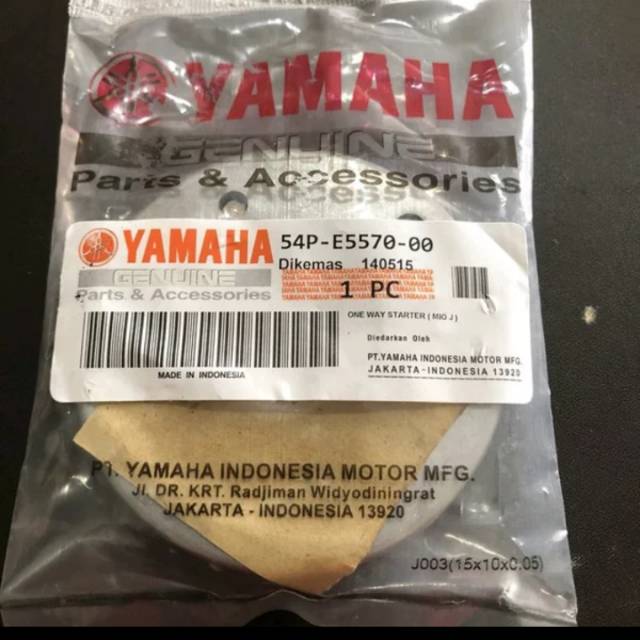 YAMAHA
GENUINE
Parts & Accessories
YAMAHA
GENUINE
Parts & Accessories
54P-E5570-00
Dikemas 140515
1 PC
ONE WAY STARTER ( MIO J )
Diedarkan Oleh
PT.YAMAHA INDONESIA MOTOR MFG.
JAKARTA-INDONESIA 13920
MADE IN INDONESIA
PT. YAMAHA INDONESIA MOTOR MFG.
Jl. DR. KRT. Radjiman Widyodiningrat
JAKARTA - INDONESIA 13920
J003(15x10x0.05)